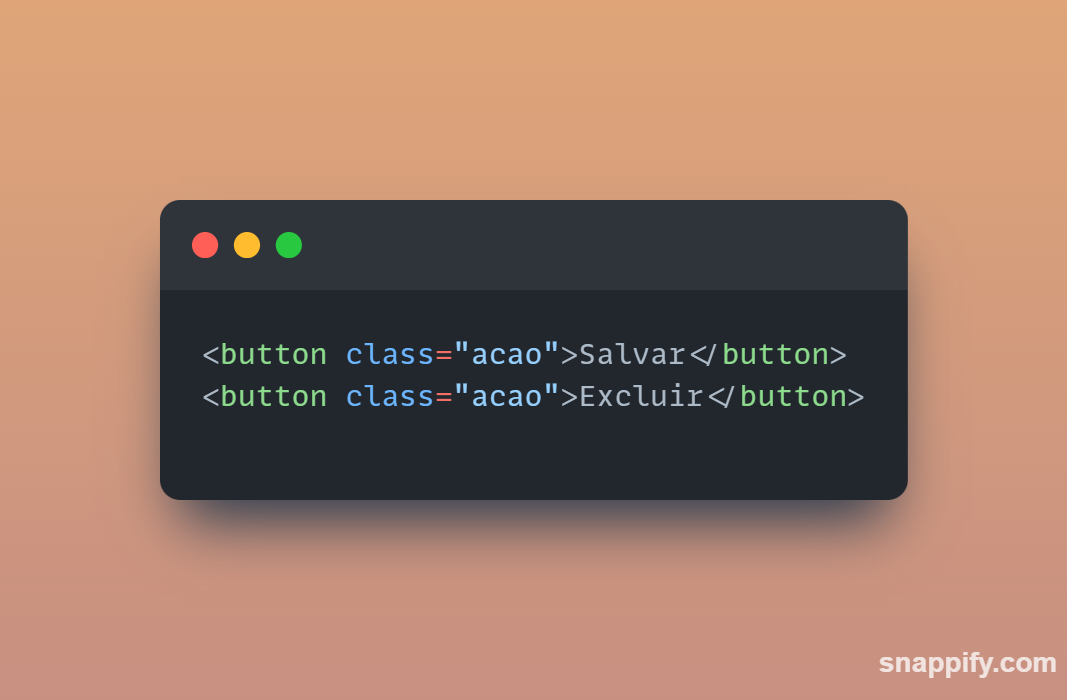 <button class="acao">Salvar</button>
<button class="acao">Excluir</button>
snappify.com